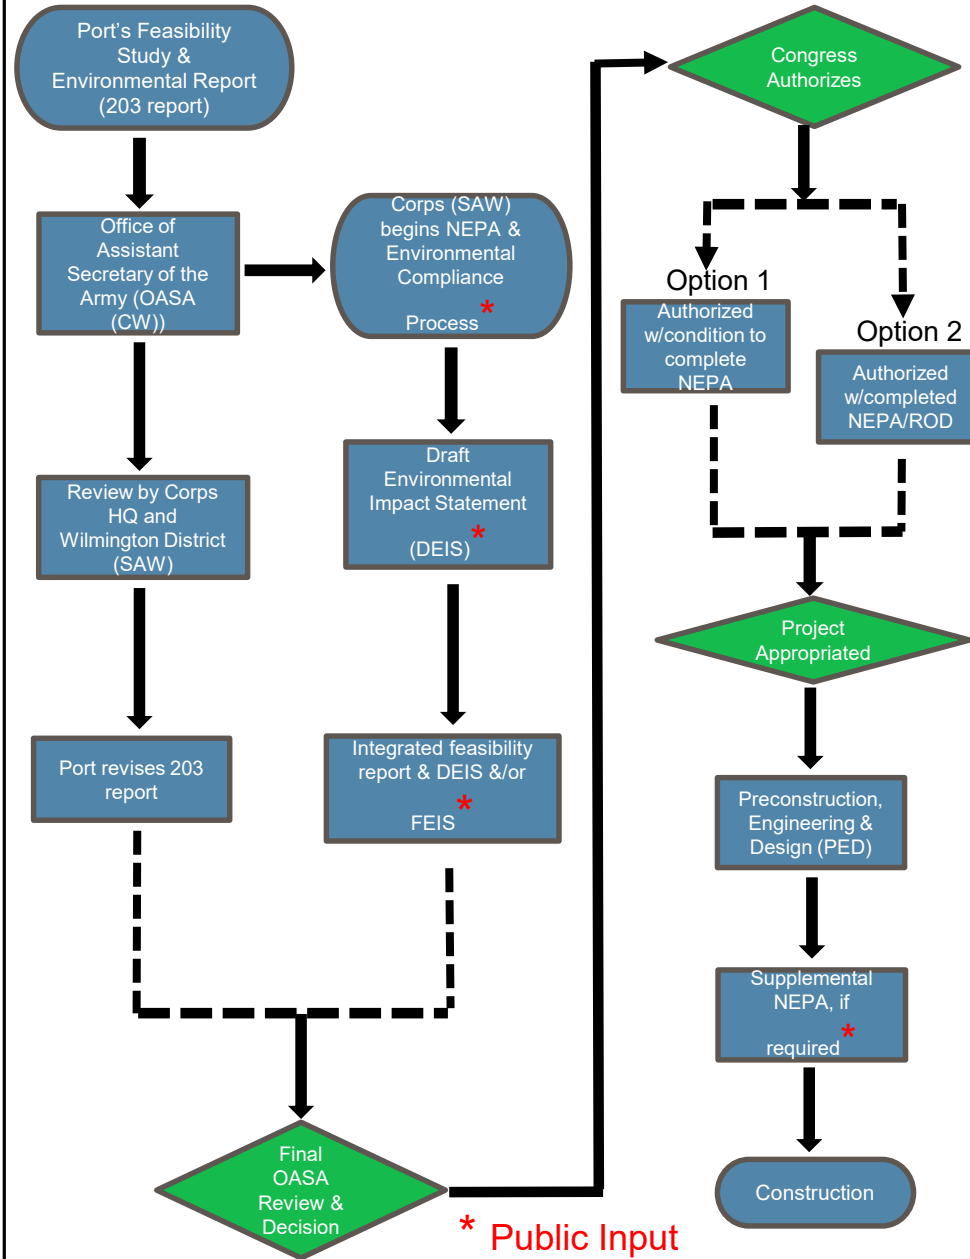 Port's Feasibility
Study &
Environmental Report
(203 report)
Office of
Assistant
Secretary of the
Army (OASA
(CW))
Review by Corps
HQ and
Wilmington District
(SAW)
Port revises 203
report
Corps (SAW)
begins NEPA &
Environmental
Compliance
Process *
Draft
Environmental
Impact Statement
(DEIS) *
Integrated feasibility
report & DEIS &/or
FEIS *
Final
OASA
Review &
Decision
* Public Input
Congress
Authorizes
Option 1
Authorized
w/condition to
complete
NEPA
Option 2
Authorized
w/completed
NEPA/ROD
Project
Appropriated
Preconstruction,
Engineering &
Design (PED)
Supplemental
NEPA, if
required *
Construction